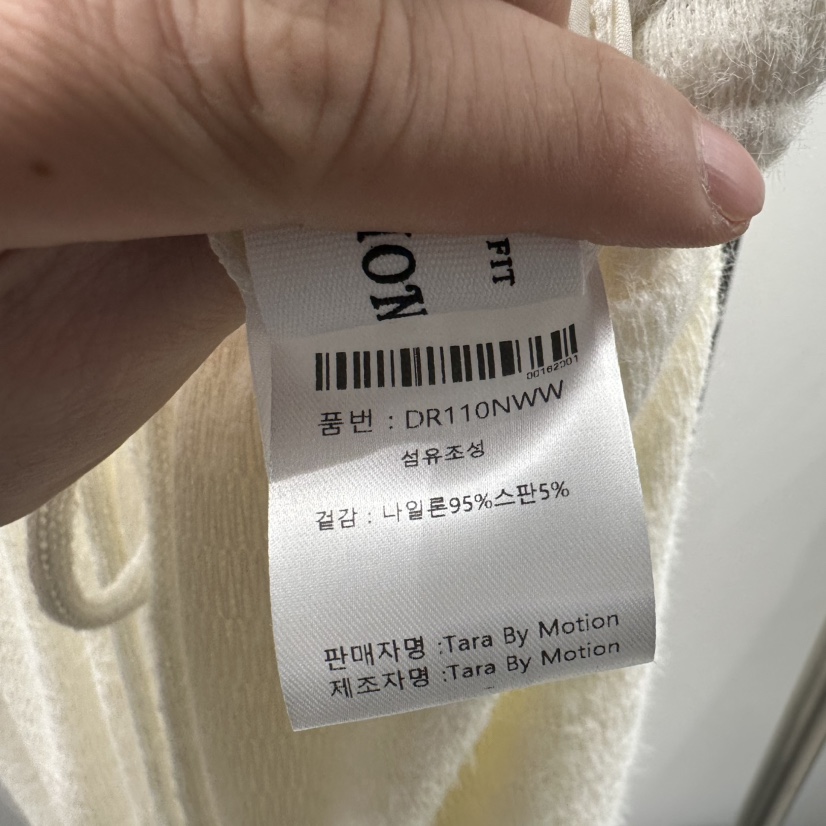 FIT
00162001
품번 : DR110NWW
섬유조성
겉감 : 나일론95%스판5%
판매자명 :Tara By Motion
제조자명 :Tara By Motion